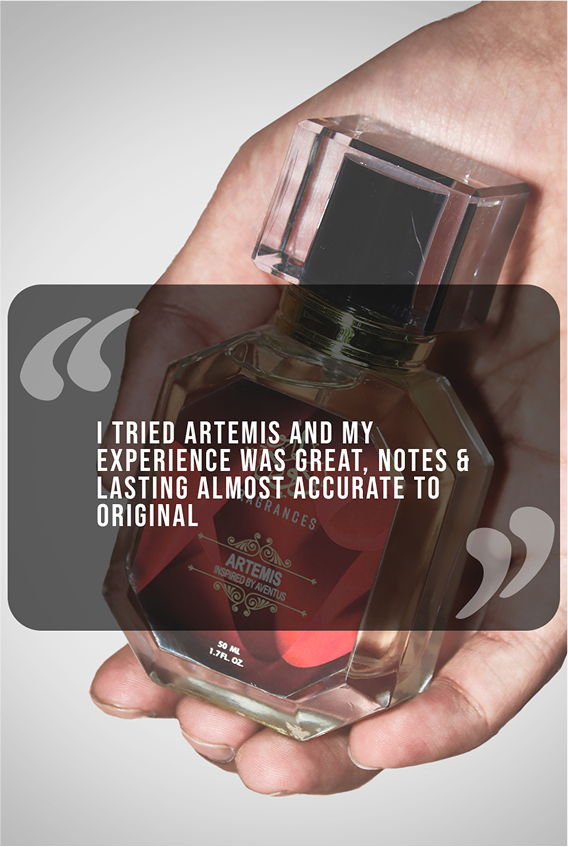 “
I TRIED ARTEMIS AND MY
EXPERIENCE WAS GREAT, NOTES &
LASTING ALMOST ACCURATE TO
ORIGINAL
”
ARTEMIS
INSPIRED BY AVENTUS
50 ML
1.7FL. OZ.